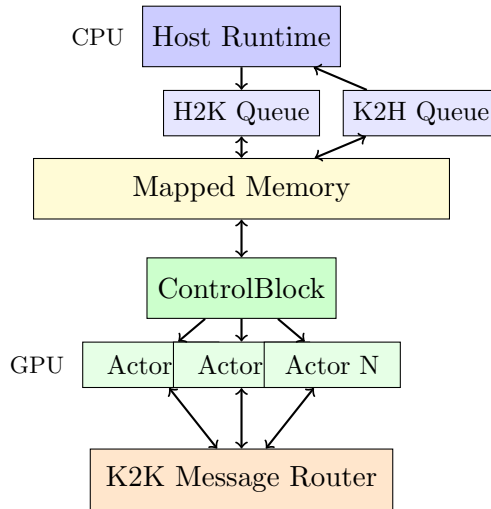 CPU
Host Runtime
H2K Queue
K2H Queue
Mapped Memory
ControlBlock
GPU
Actor
Actor
Actor N
K2K Message Router